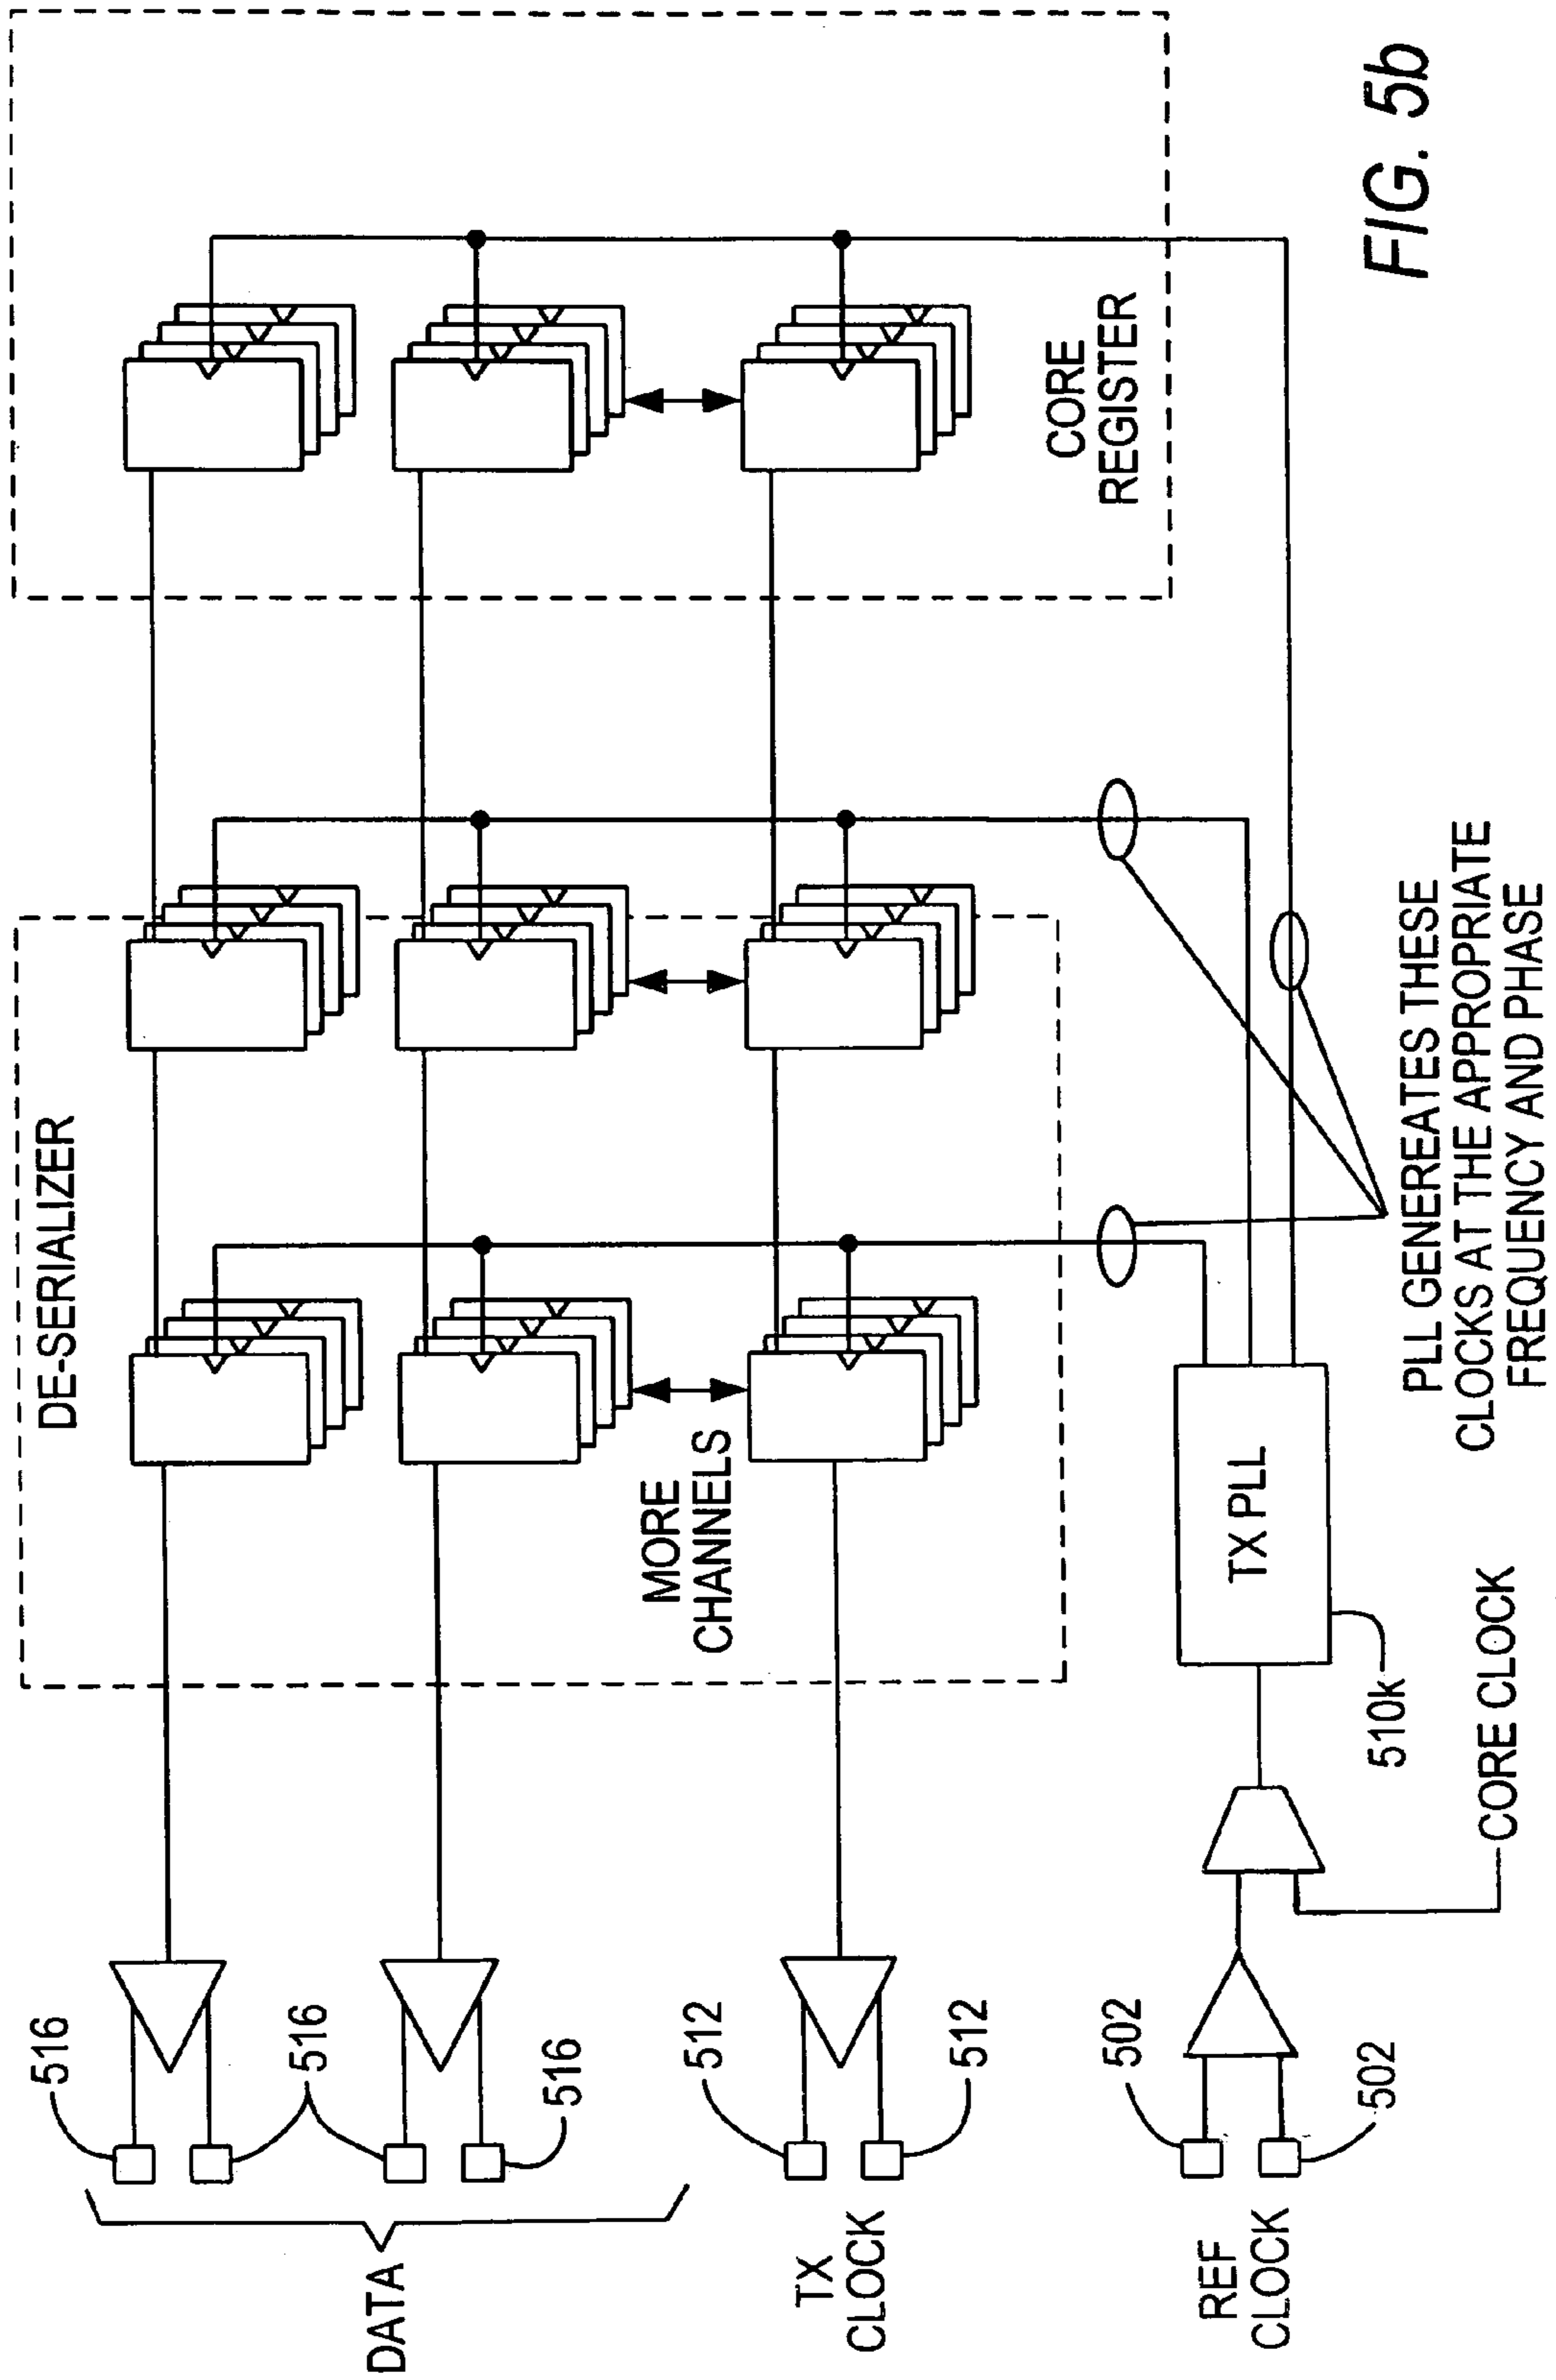 DE-SERIALIZER
CORE
REGISTER
MORE
CHANNELS
516
516
516
DATA
512
512
TX
CLOCK
502
502
REF
CLOCK
TX PLL
510k
CORE CLOCK
PLL GENEREATES THESE
CLOCKS AT THE APPROPRIATE
FREQUENCY AND PHASE
FIG. 5b